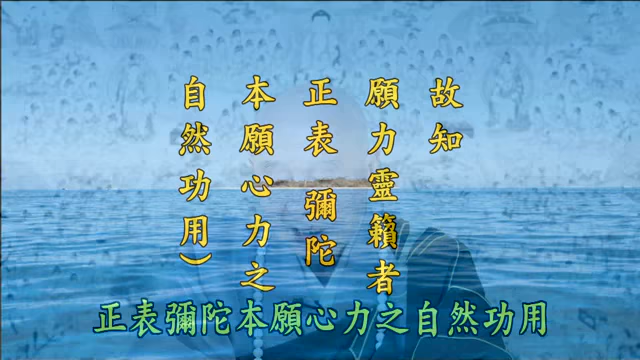 故知
願力靈籟者
正表 彌陀
本願心力之
自然功用）
正表彌陀本願心力之自然功用